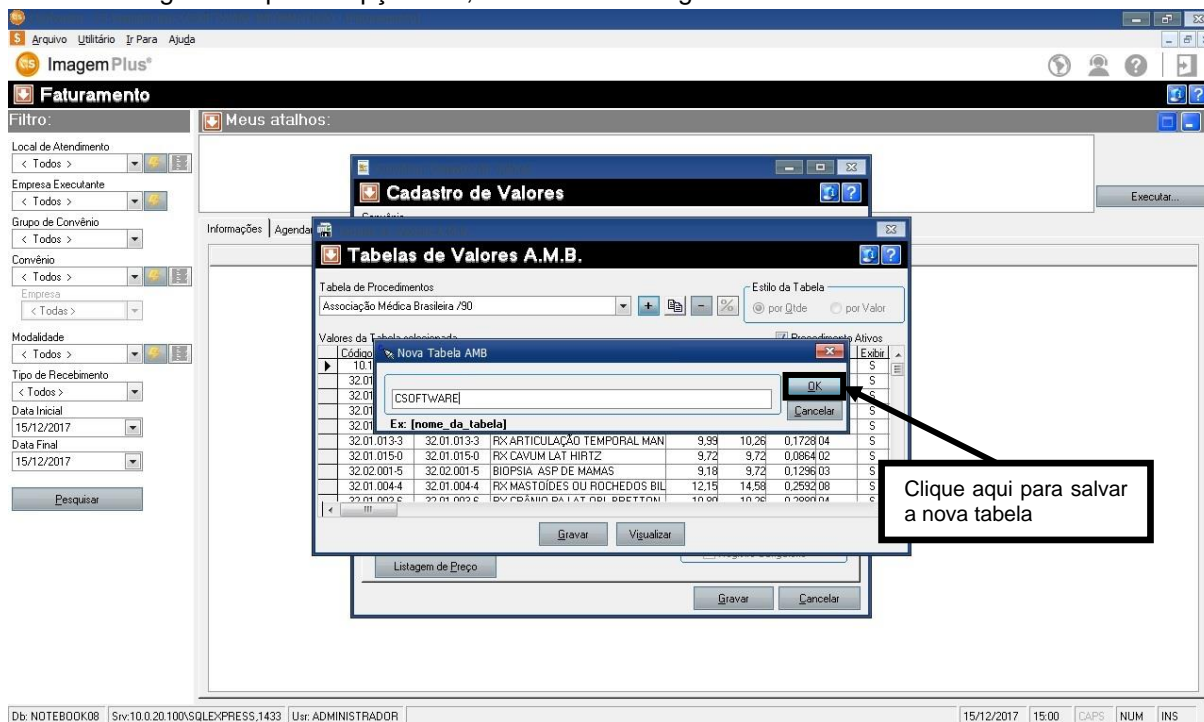 Arquivo Utilitário Ir Para Ajuda
ImagemPlus®
Faturamento
Filtro:
Meus atalhos:
Local de Atendimento
< Todos >
Empresa Executante
< Todos >
Grupo de Convênio
< Todos >
Convênio
< Todos >
Empresa
< Todas >
Modalidade
< Todos >
Tipo de Recebimento
< Todos >
Data Inicial
15/12/2017
Data Final
15/12/2017
Pesquisar
Executar...
Informações
Cadastro de Valores
Tabelas de Valores A.M.B.
Tabela de Procedimentos
Associação Médica Brasileira /90
Estilo da Tabela
por Qtde por Valor
Valores da Tabela selecionada
Procedimento Ativos
Código Exibir
Nova Tabela AMB
CSOFTWARE
OK
Cancelar
Ex: [nome_da_tabela]
32.01.013-3 32.01.013-3 RX ARTICULAÇÃO TEMPORAL MAN 9,99 10,26 0,1728 04 S
32.01.015-0 32.01.015-0 RX CAVUM LAT HIRTZ 9,72 9,72 0,0864 02 S
32.02.001-5 32.02.001-5 BIOPSIA ASP DE MAMAS 9,18 9,72 0,1296 03 S
32.01.004-4 32.01.004-4 RX MASTOÍDES OU ROCHEDOS BIL 12,15 14,58 0,2592 08 S
Gravar Visualizar
Listagem de Preço
Gravar Cancelar
Clique aqui para salvar
a nova tabela
Db: NOTEBOOK08 Srv:10.0.20.100\SQLEXPRESS,1433 Usr: ADMINISTRADOR 15/12/2017 15:00 CAPS NUM INS